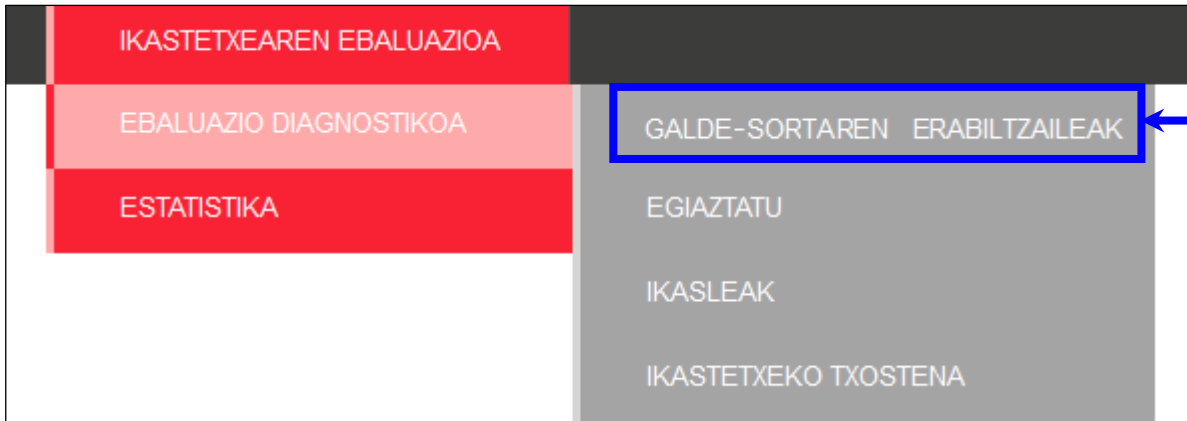 IKASTETXEAREN EBALUAZIOA
EBALUAZIO DIAGNOSTIKOA
ESTATISTIKA
GALDE-SORTAREN ERABILTZAILEAK
EGIAZTATU
IKASLEAK
IKASTETXEKO TXOSTENA